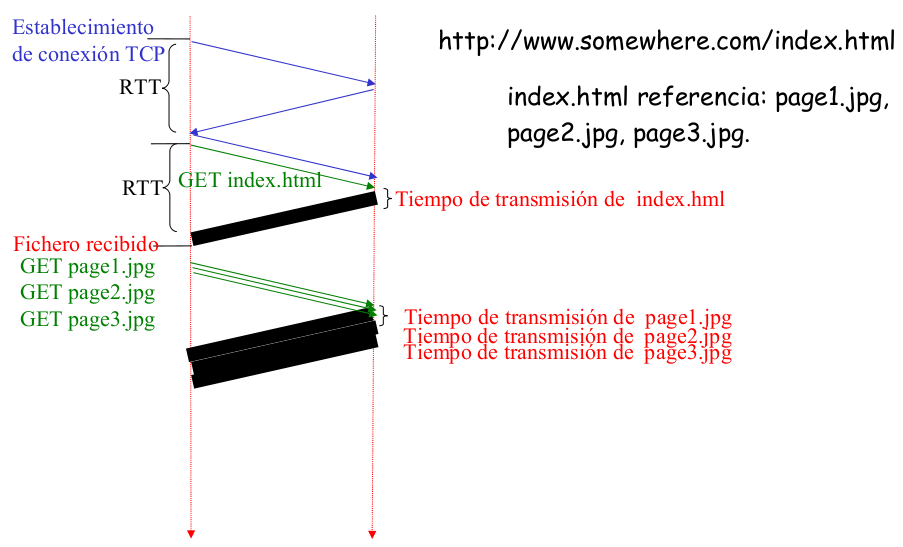 Establecimiento
de conexión TCP
http://www.somewhere.com/index.html
RTT
index.html referencia: page1.jpg,
page2.jpg, page3.jpg.
RTT
GET index.html
Tiempo de transmisión de index.hml
Fichero recibido
GET page1.jpg
GET page2.jpg
GET page3.jpg
Tiempo de transmisión de page1.jpg
Tiempo de transmisión de page2.jpg
Tiempo de transmisión de page3.jpg